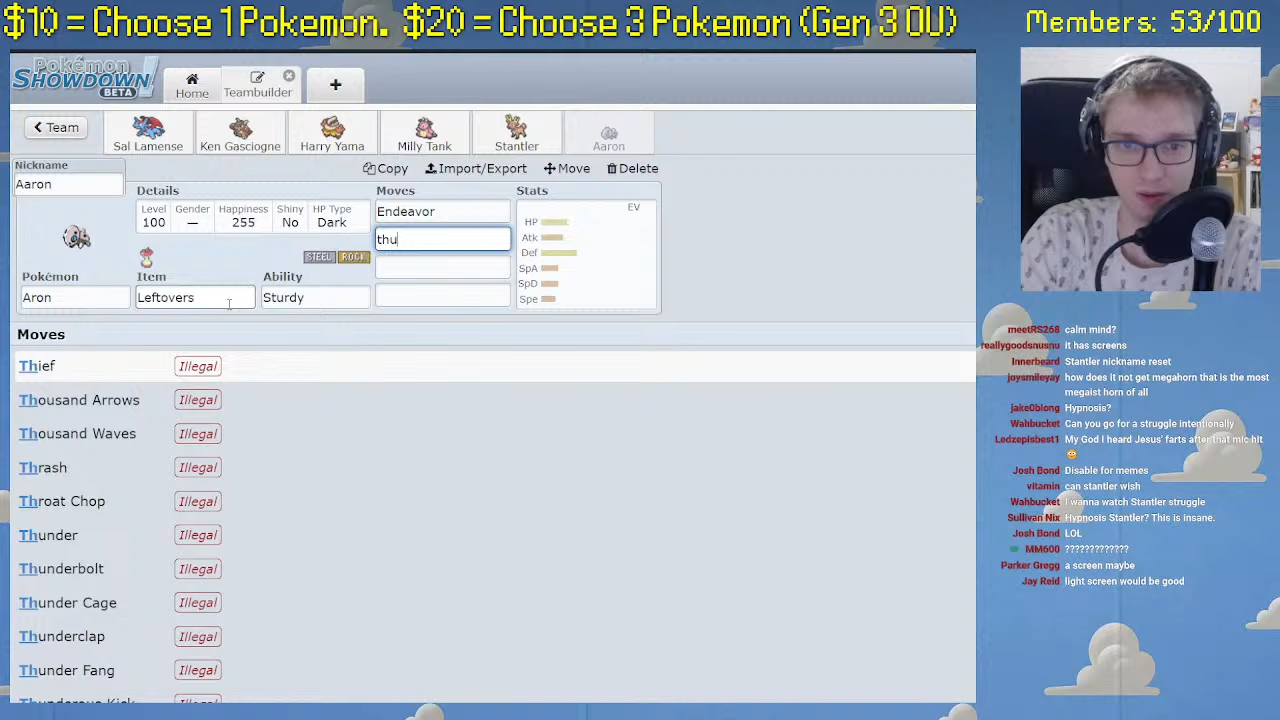 $10 = Choose 1 Pokemon. $20 = Choose 3 Pokemon (Gen 3 OU)
Members: 53/100
Pokémon
SHOWDOWN!
BETA
Home
Teambuilder
+
Team
Sal Lamense
Ken Gasciogne
Harry Yama
Milly Tank
Stantler
Aaron
Nickname
Aaron
Copy
Import/Export
Move
Delete
Details
Moves
Stats
Level
Gender
Happiness
Shiny
HP Type
100
—
255
No
Dark
Endeavor
thu
EV
HP
Atk
Def
SpA
SpD
Spe
STEEL
ROCK
Pokémon
Item
Ability
Aron
Leftovers
Sturdy
Moves
Thief Illegal
Thousand Arrows Illegal
Thousand Waves Illegal
Thrash Illegal
Throat Chop Illegal
Thunder Illegal
Thunderbolt Illegal
Thunder Cage Illegal
Thunderclap Illegal
Thunder Fang Illegal
Thunderous Kick
meetRS268 calm mind?
reallygoodsnusnu it has screens
Innerbeard Stantler nickname reset
joysmileyay how does it not get megahorn that is the most
megaist horn of all
jake0blong Hypnosis?
Wahbucket Can you go for a struggle intentionally
Ledzepisbest1 My God I heard Jesus' farts after that mic hit
Josh Bond Disable for memes
vitamin can stantler wish
Wahbucket I wanna watch Stantler struggle
Sullivan Nix Hypnosis Stantler? This is insane.
Josh Bond LOL
MM600 ?????????????
Parker Gregg a screen maybe
Jay Reid light screen would be good